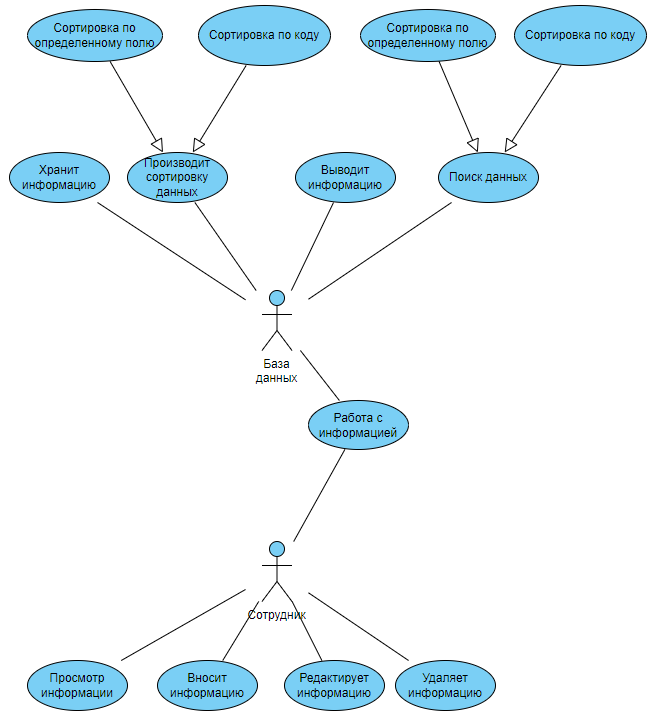 Сортировка по
определенному полю
Сортировка по коду
Сортировка по
определенному полю
Сортировка по коду
Хранит
информацию
Производит
сортировку
данных
Выводит
информацию
Поиск данных
База
данных
Работа с
информацией
Сотрудник
Просмотр
информации
Вносит
информацию
Редактирует
информацию
Удаляет
информацию